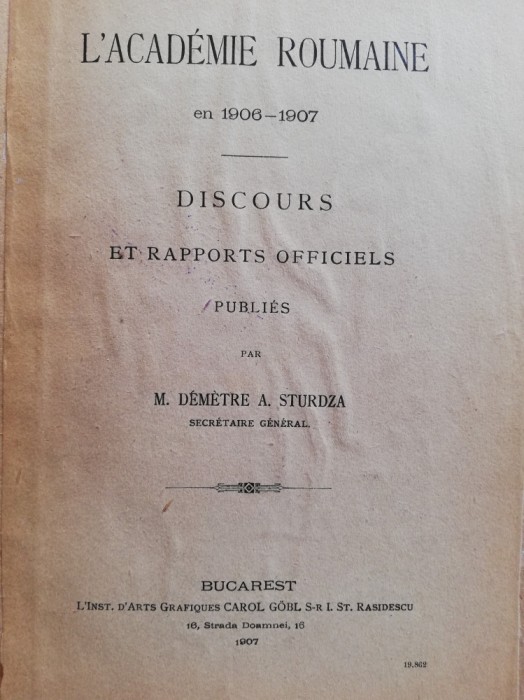 L'ACADÉMIE ROUMAINE
en 1906–1907
DISCOURS
ET RAPPORTS OFFICIELS
PUBLIÉS
PAR
M. DÉMÈTRE A. STURDZA
SECRÉTAIRE GÉNÉRAL.
BUCAREST
L'INST. D'ARTS GRAFIQUES CAROL GÖBL S-R I. ST. RASIDESCU
16, Strada Doamnei, 16
1907
19.862